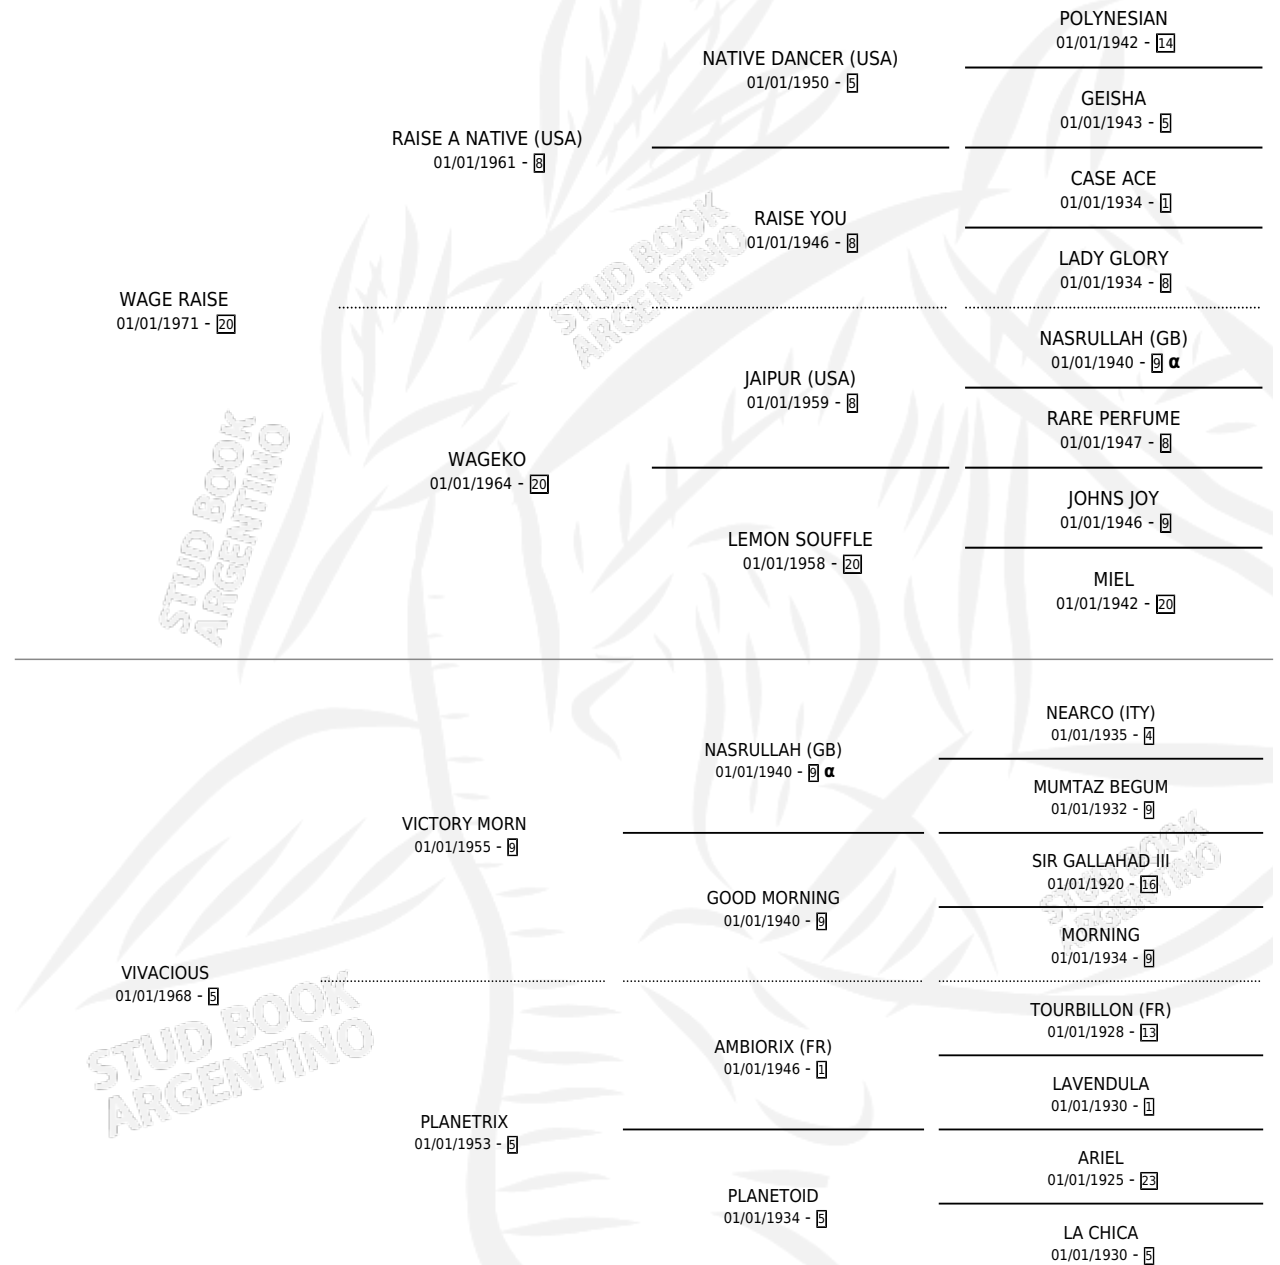 POLYNESIAN
01/01/1942 - 14
NATIVE DANCER (USA)
01/01/1950 - 5
GEISHA
01/01/1943 - 5
RAISE A NATIVE (USA)
01/01/1961 - 8
CASE ACE
01/01/1934 - 1
RAISE YOU
01/01/1946 - 8
LADY GLORY
01/01/1934 - 8
WAGE RAISE
01/01/1971 - 20
NASRULLAH (GB)
01/01/1940 - 9 α
JAIPUR (USA)
01/01/1959 - 8
RARE PERFUME
01/01/1947 - 8
WAGEKO
01/01/1964 - 20
JOHNS JOY
01/01/1946 - 9
LEMON SOUFFLE
01/01/1958 - 20
MIEL
01/01/1942 - 20
NEARCO (ITY)
01/01/1935 - 4
NASRULLAH (GB)
01/01/1940 - 9 α
MUMTAZ BEGUM
01/01/1932 - 9
VICTORY MORN
01/01/1955 - 9
SIR GALLAHAD III
01/01/1920 - 16
GOOD MORNING
01/01/1940 - 9
MORNING
01/01/1934 - 9
VIVACIOUS
01/01/1968 - 5
TOURBILLON (FR)
01/01/1928 - 13
AMBIORIX (FR)
01/01/1946 - 1
LAVENDULA
01/01/1930 - 1
PLANETRIX
01/01/1953 - 5
ARIEL
01/01/1925 - 23
PLANETOID
01/01/1934 - 5
LA CHICA
01/01/1930 - 5
STUD BOOK
ARGENTINO
STUD BOOK
ARGENTINO
STUD BOOK
ARGENTINO
STUD BOOK
ARGENTINO